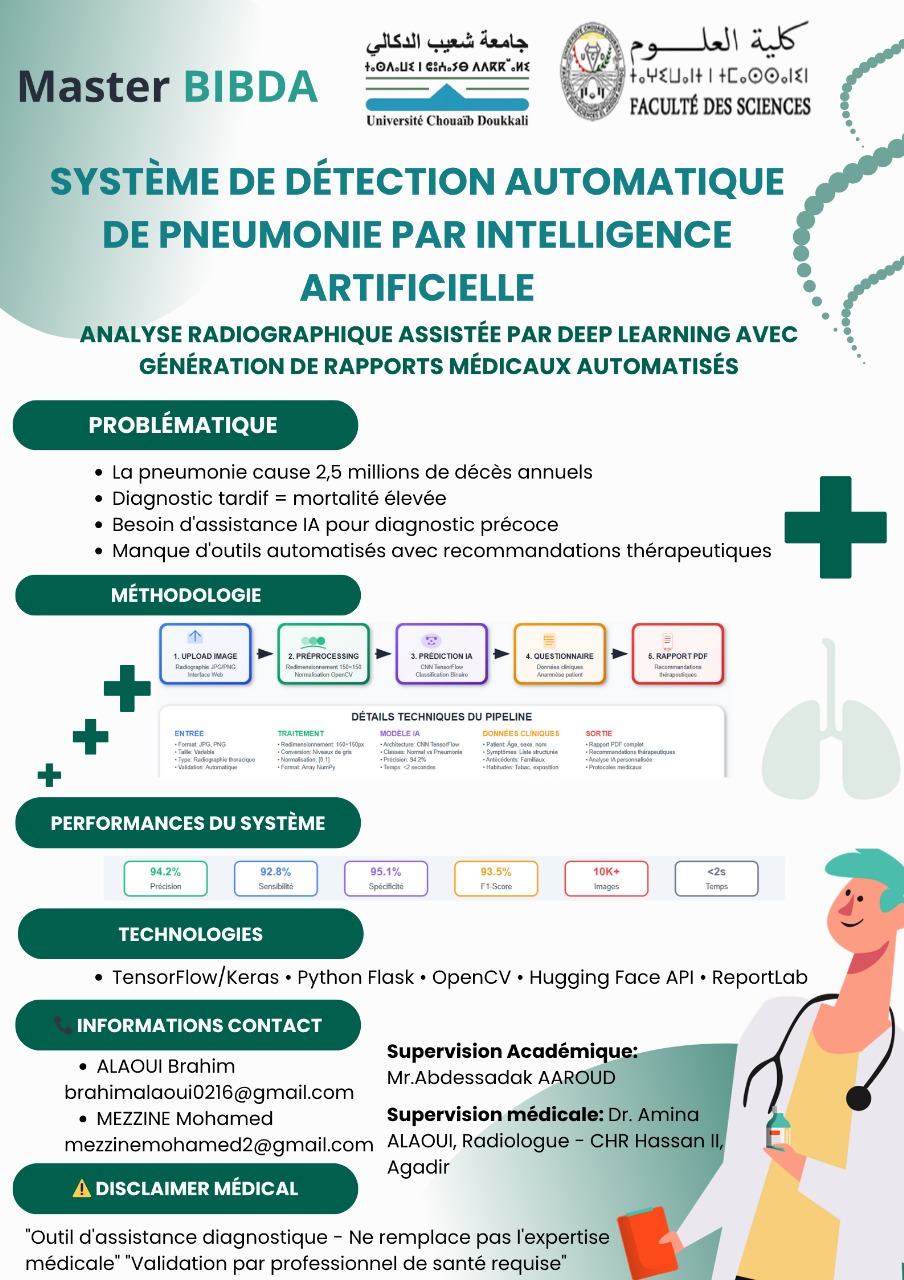 Master BIBDA
جامعة شعيب الدكالي
Université Chouaïb Doukkali
كلية العلـــوم
FACULTÉ DES SCIENCES
SYSTÈME DE DÉTECTION AUTOMATIQUE
DE PNEUMONIE PAR INTELLIGENCE
ARTIFICIELLE
ANALYSE RADIOGRAPHIQUE ASSISTÉE PAR DEEP LEARNING AVEC
GÉNÉRATION DE RAPPORTS MÉDICAUX AUTOMATISÉS
PROBLÉMATIQUE
• La pneumonie cause 2,5 millions de décès annuels
• Diagnostic tardif = mortalité élevée
• Besoin d'assistance IA pour diagnostic précoce
• Manque d'outils automatisés avec recommandations thérapeutiques
MÉTHODOLOGIE
1. UPLOAD IMAGE
Radiographie JPG/PNG
Interface Web
2. PRÉPROCESSING
Redimensionnement 150×150
Normalisation OpenCV
3. PRÉDICTION IA
CNN TensorFlow
Classification Binaire
4. QUESTIONNAIRE
Données cliniques
Anamnèse patient
5. RAPPORT PDF
Recommandations
thérapeutiques
DÉTAILS TECHNIQUES DU PIPELINE
ENTRÉE
• Format: JPG, PNG
• Taille: Variable
• Type: Radiographie thoracique
• Validation: Automatique
TRAITEMENT
• Redimensionnement: 150×150px
• Conversion: Niveaux de gris
• Normalisation: [0,1]
• Format: Array NumPy
MODÈLE IA
• Architecture: CNN TensorFlow
• Classes: Normal vs Pneumonie
• Précision: 94.2%
• Temps: <2 secondes
DONNÉES CLINIQUES
• Patient: Âge, sexe, nom
• Symptômes: Liste structurée
• Antécédents: Familiaux
• Habitudes: Tabac, exposition
SORTIE
• Rapport PDF complet
• Recommandations thérapeutiques
• Analyse IA personnalisée
• Protocoles médicaux
PERFORMANCES DU SYSTÈME
94.2%
Précision
92.8%
Sensibilité
95.1%
Spécificité
93.5%
F1-Score
10K+
Images
<2s
Temps
TECHNOLOGIES
• TensorFlow/Keras • Python Flask • OpenCV • Hugging Face API • ReportLab
📞 INFORMATIONS CONTACT
• ALAOUI Brahim
brahimalaoui0216@gmail.com
• MEZZINE Mohamed
mezzinemohamed2@gmail.com
Supervision Académique:
Mr.Abdessadak AAROUD
Supervision médicale: Dr. Amina
ALAOUI, Radiologue - CHR Hassan II,
Agadir
⚠️ DISCLAIMER MÉDICAL
"Outil d'assistance diagnostique - Ne remplace pas l'expertise
médicale" "Validation par professionnel de santé requise"